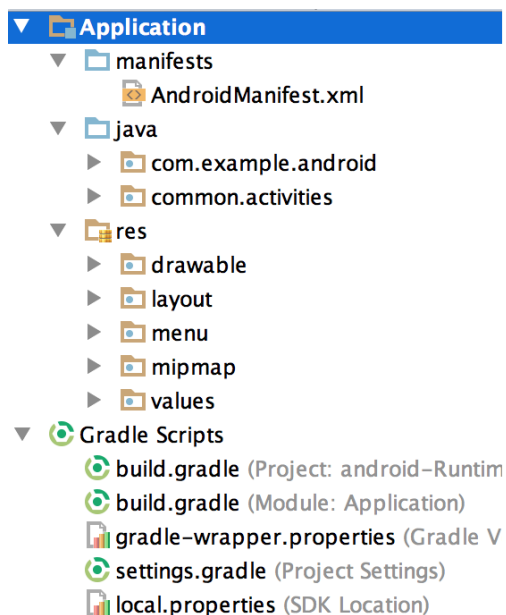 Application
manifests
AndroidManifest.xml
java
com.example.android
common.activities
res
drawable
layout
menu
mipmap
values
Gradle Scripts
build.gradle (Project: android-Runtim
build.gradle (Module: Application)
gradle-wrapper.properties (Gradle V
settings.gradle (Project Settings)
local.properties (SDK Location)